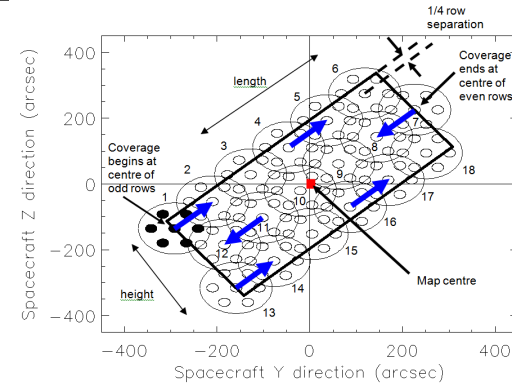 1/4 row
separation
Coverage
ends at
centre of
even rows
length
Coverage
begins at
centre of
odd rows
height
Map centre
1
2
3
4
5
6
7
8
9
10
11
12
13
14
15
16
17
18
400
200
0
−200
−400
−400
−200
0
200
400
Spacecraft Z direction (arcsec)
Spacecraft Y direction (arcsec)